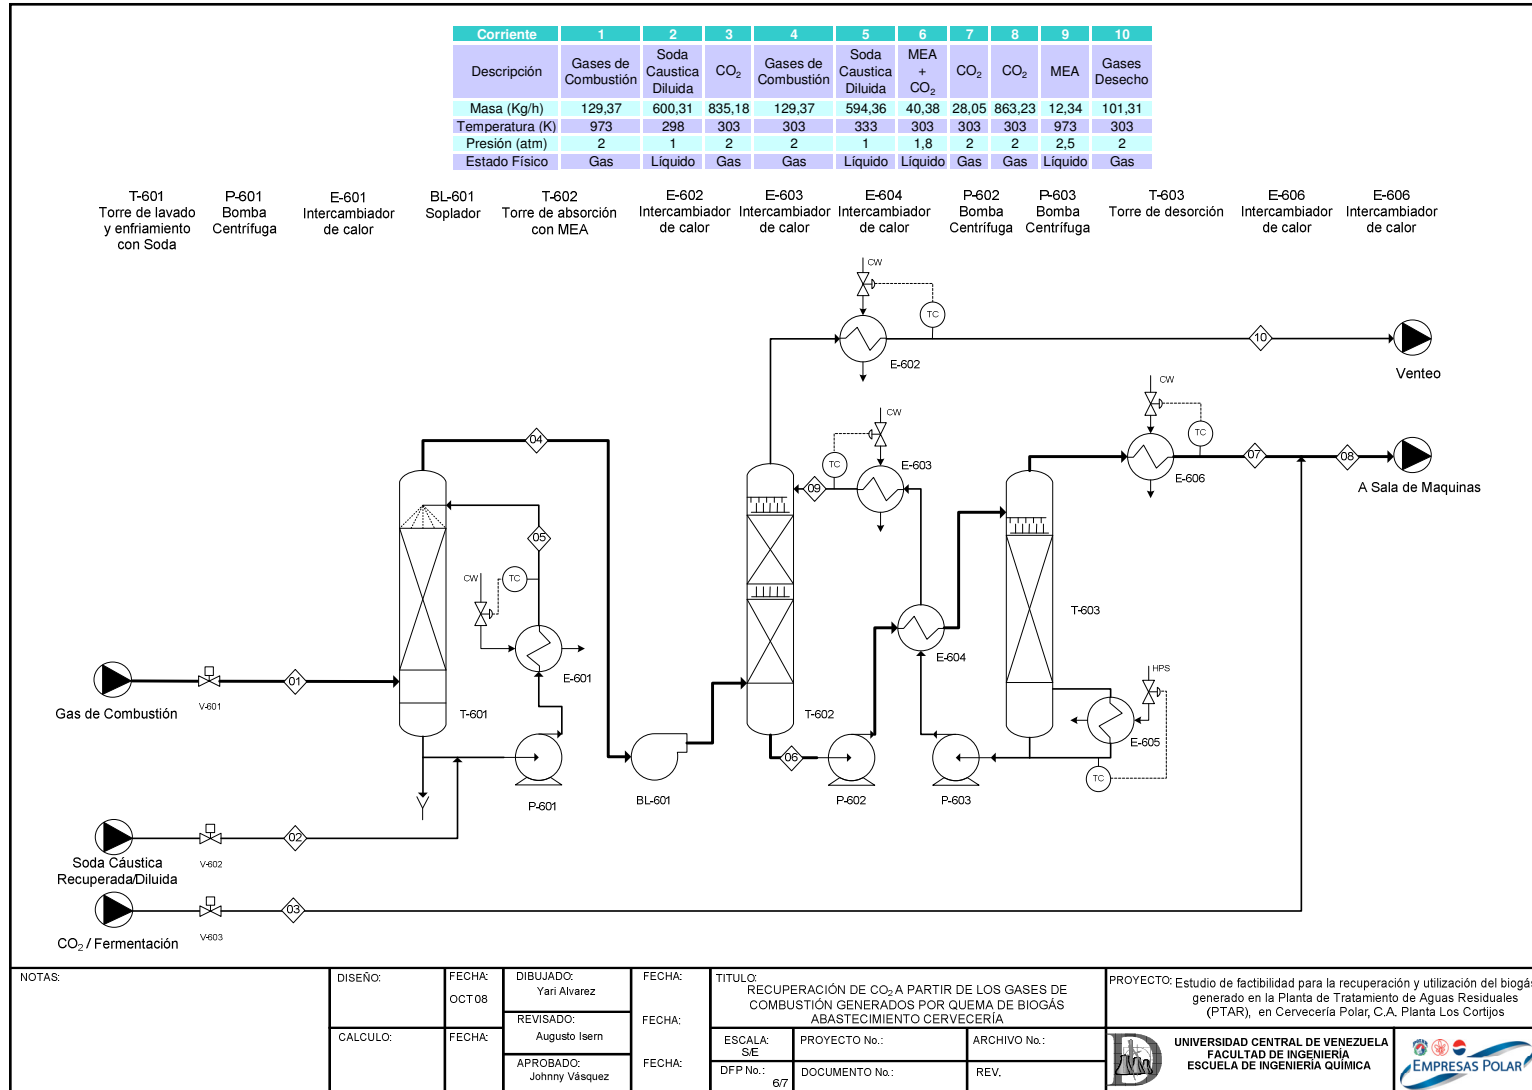 Corriente 1 2 3 4 5 6 7 8 9 10
Descripción Gases de Combustión Soda Caustica Diluida CO₂ Gases de Combustión Soda Caustica Diluida MEA + CO₂ CO₂ CO₂ MEA Gases Desecho
Masa (Kg/h) 129,37 600,31 835,18 129,37 594,36 40,38 28,05 863,23 12,34 101,31
Temperatura (K) 973 298 303 303 333 303 303 303 973 303
Presión (atm) 2 1 2 2 1 1,8 2 2 2,5 2
Estado Físico Gas Líquido Gas Gas Líquido Líquido Gas Gas Líquido Gas
T-601
Torre de lavado
y enfriamiento
con Soda
P-601
Bomba
Centrífuga
E-601
Intercambiador
de calor
BL-601
Soplador
T-602
Torre de absorción
con MEA
E-602
Intercambiador
de calor
E-603
Intercambiador
de calor
E-604
Intercambiador
de calor
P-602
Bomba
Centrífuga
P-603
Bomba
Centrífuga
T-603
Torre de desorción
E-606
Intercambiador
de calor
E-606
Intercambiador
de calor
CW
TC
E-602
10
Venteo
CW
TC
E-603
09
CW
TC
E-606
07
08
A Sala de Maquinas
04
05
CW
TC
E-601
T-601
Gas de Combustión
V-601
01
P-601
BL-601
T-602
06
P-602
E-604
P-603
T-603
HPS
E-605
TC
Soda Cáustica
Recuperada/Diluida
V-602
02
CO₂ / Fermentación
V-603
03
NOTAS:
DISEÑO:
FECHA:
OCT 08
CALCULO:
FECHA:
DIBUJADO:
Yari Alvarez
FECHA:
REVISADO:
Augusto Isern
FECHA:
APROBADO:
Johnny Vásquez
FECHA:
TITULO:
RECUPERACIÓN DE CO₂ A PARTIR DE LOS GASES DE
COMBUSTIÓN GENERADOS POR QUEMA DE BIOGÁS
ABASTECIMIENTO CERVECERÍA
ESCALA:
S/E
PROYECTO No.:
ARCHIVO No.:
DFP No.:
6/7
DOCUMENTO No.:
REV.
PROYECTO: Estudio de factibilidad para la recuperación y utilización del biogás
generado en la Planta de Tratamiento de Aguas Residuales
(PTAR), en Cervecería Polar, C.A. Planta Los Cortijos
UNIVERSIDAD CENTRAL DE VENEZUELA
FACULTAD DE INGENIERÍA
ESCUELA DE INGENIERÍA QUÍMICA
EMPRESAS POLAR